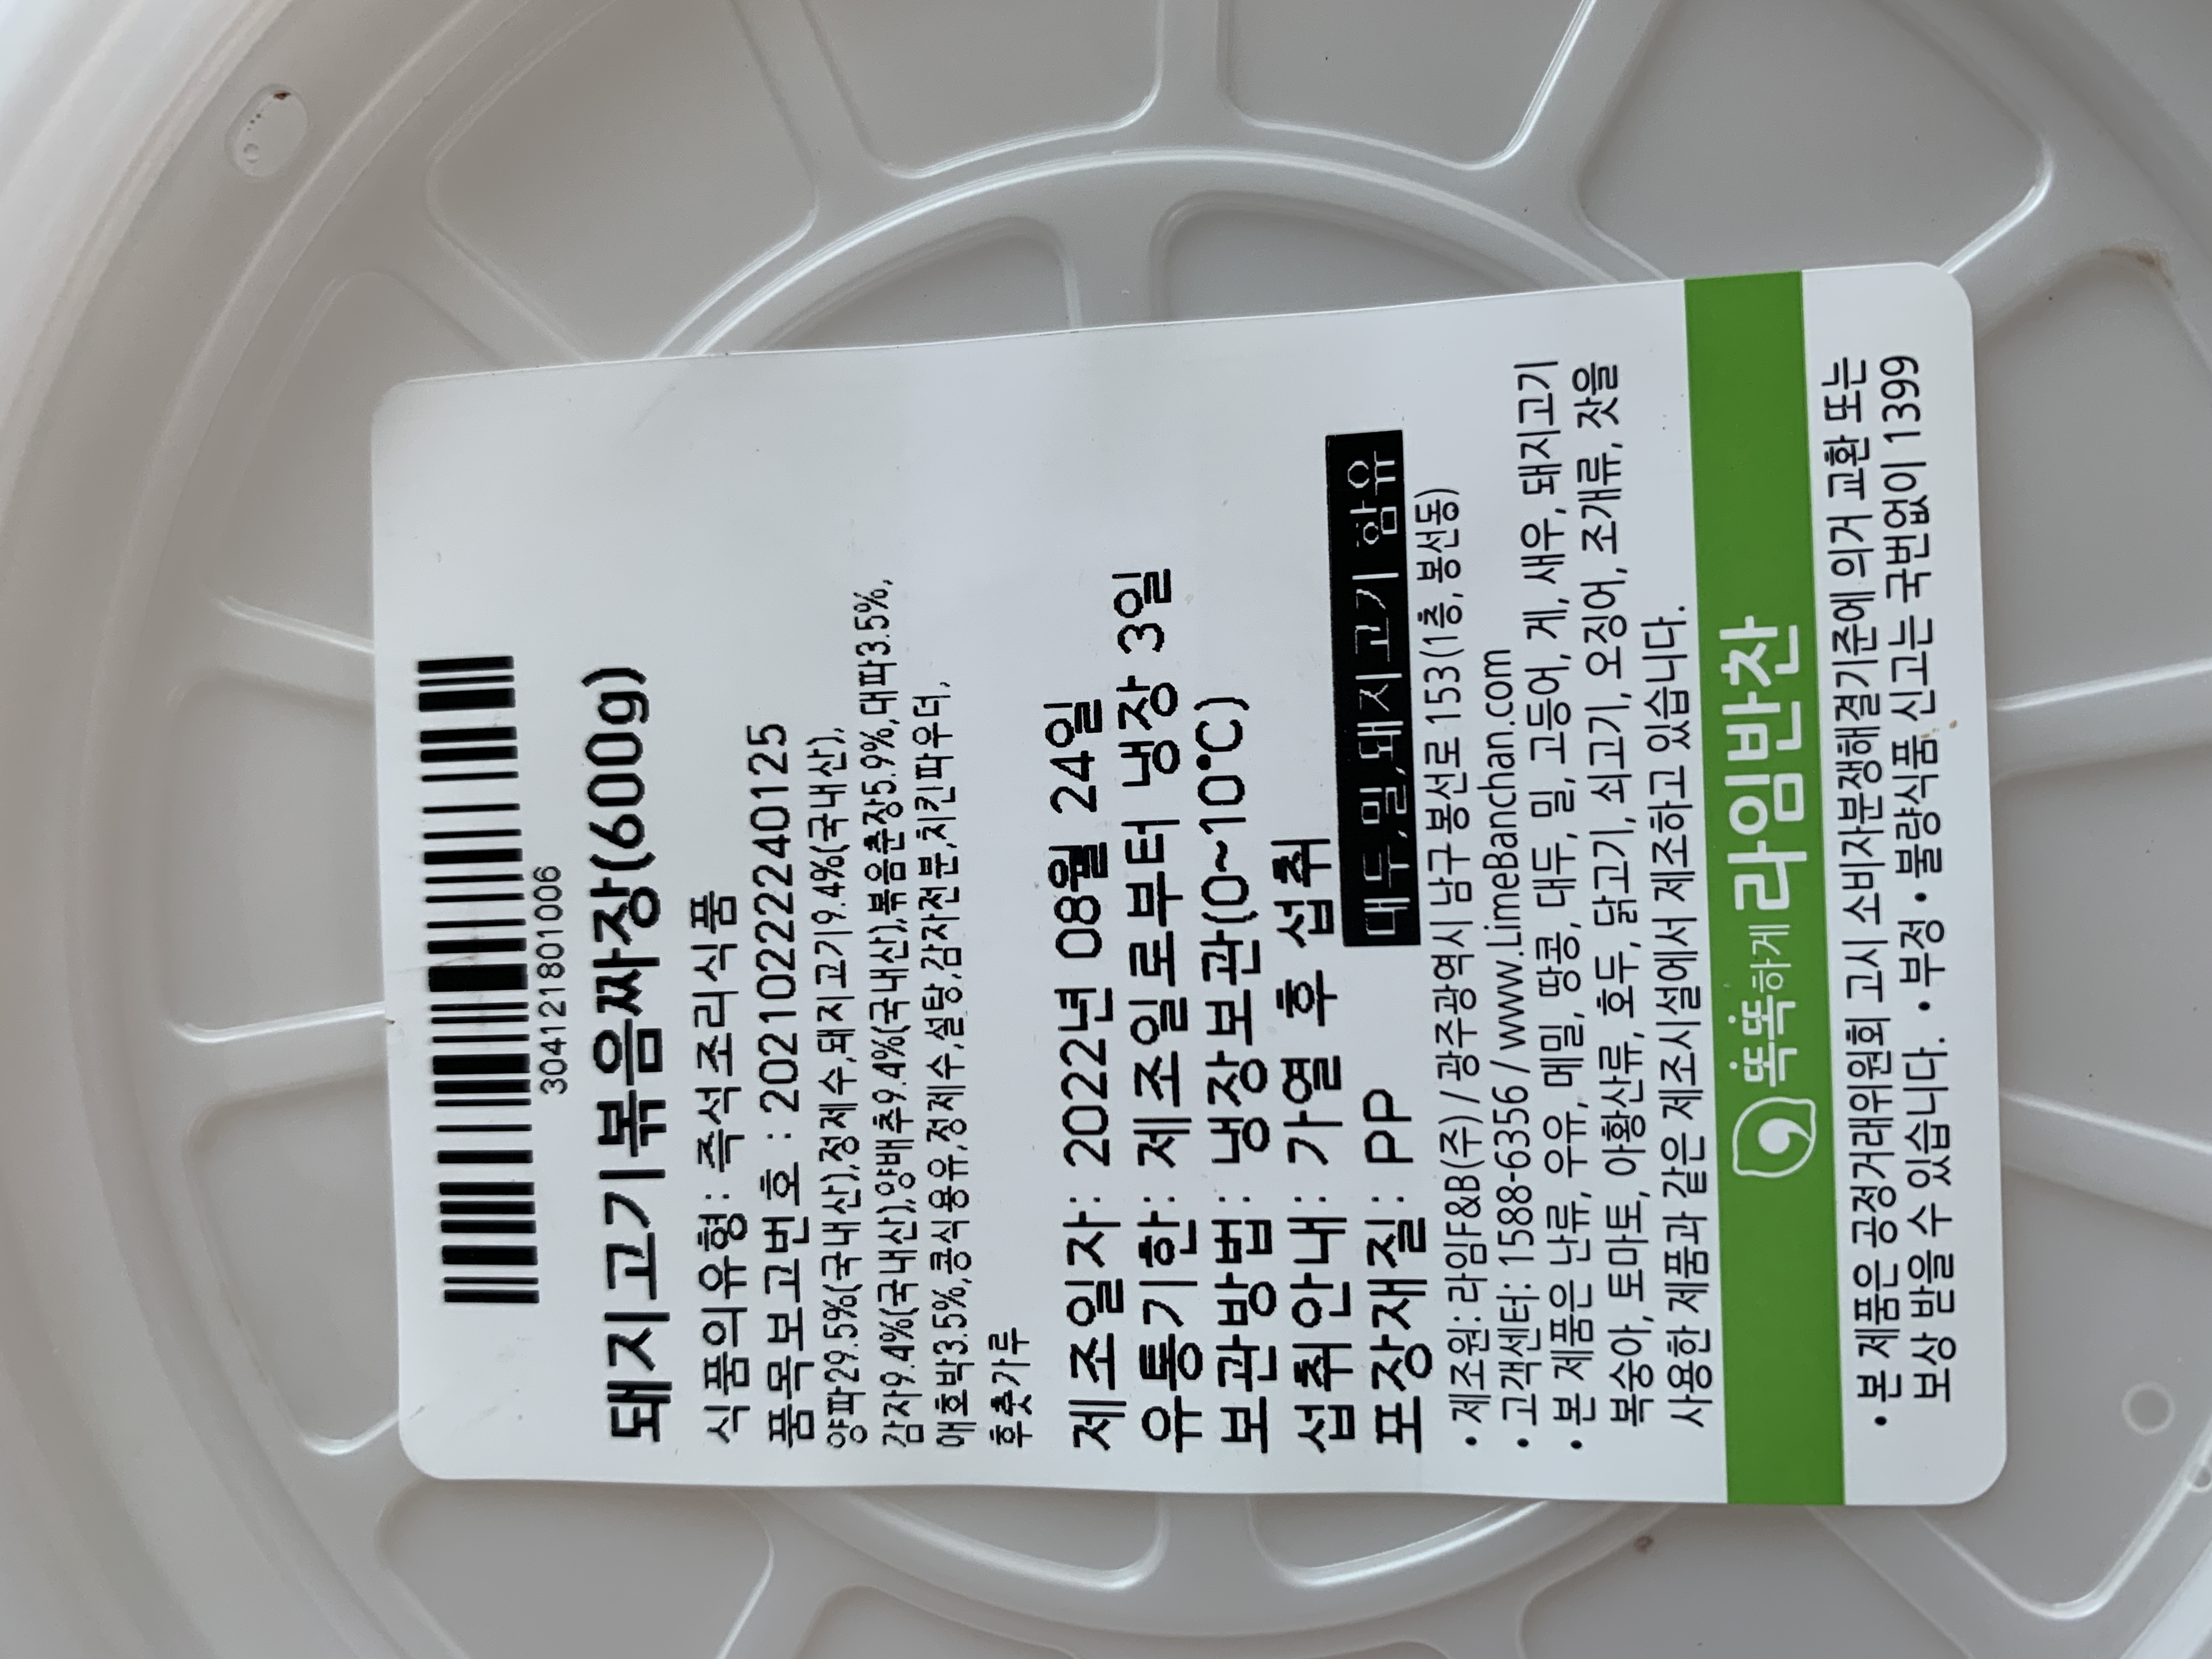 304121801006
돼지고기볶음짜장(600g)
식품의유형: 즉석조리식품
품목보고번호 : 20210222240125
양파29.5%(국내산),정제수,돼지고기9.4%(국내산),
감자9.4%(국내산),양배추9.4%(국내산),볶음춘장5.9%,대파3.5%,
애호박3.5%,콩식용유,정제수,설탕,감자전분,치킨파우더,
후춧가루
제조일자: 2022년 08월 24일
유통기한: 제조일로부터 냉장 3일
보관방법: 냉장보관(0~10℃)
섭취안내: 가열 후 섭취
포장재질: PP 대두,밀,돼지고기 함유
• 제조원: 라임F&B(주) / 광주광역시 남구 봉선로 153(1층, 봉선동)
• 고객센터: 1588-6356 / www.LimeBanchan.com
• 본 제품은 난류, 우유, 메밀, 땅콩, 대두, 밀, 고등어, 게, 새우, 돼지고기
복숭아, 토마토, 아황산류, 호두, 닭고기, 쇠고기, 오징어, 조개류, 잣을
사용한 제품과 같은 제조시설에서 제조하고 있습니다.
똑똑하게 라임반찬
• 본 제품은 공정거래위원회 고시 소비자분쟁해결기준에 의거 교환 또는
보상 받을 수 있습니다. • 부정 • 불량식품 신고는 국번없이 1399